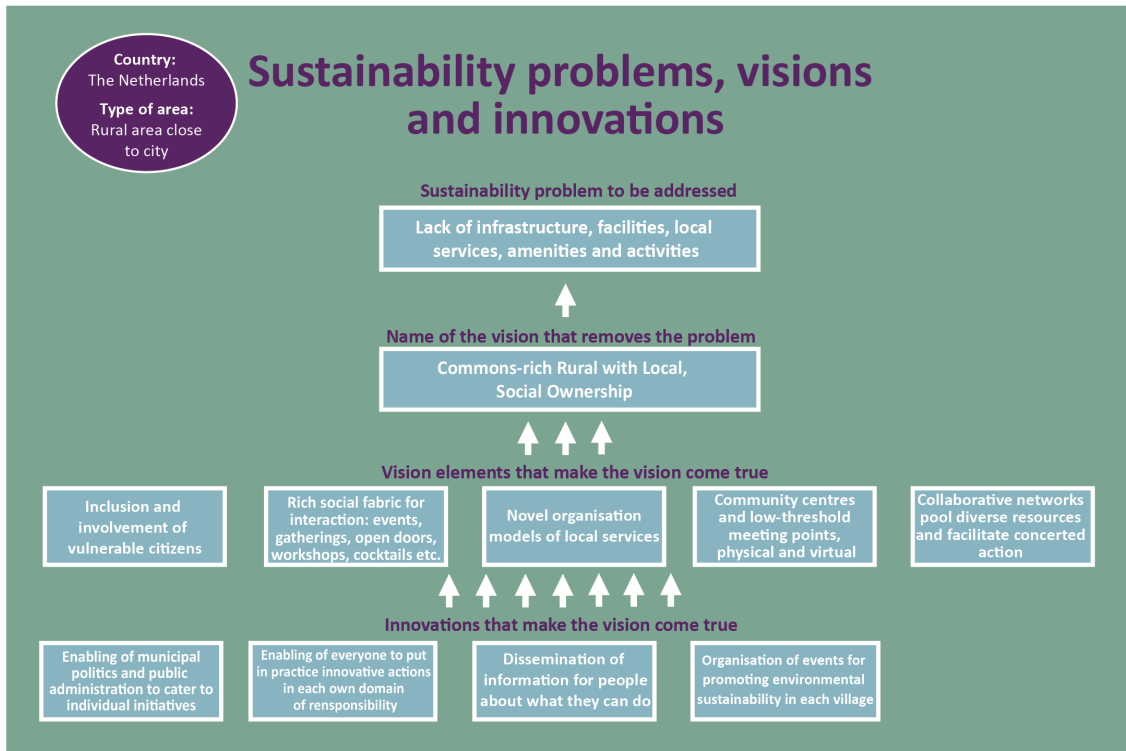 Country:
The Netherlands
Type of area:
Rural area close
to city
Sustainability problems, visions
and innovations
Sustainability problem to be addressed
Lack of infrastructure, facilities, local
services, amenities and activities
Name of the vision that removes the problem
Commons-rich Rural with Local,
Social Ownership
Vision elements that make the vision come true
Inclusion and
involvement of
vulnerable citizens
Rich social fabric for
interaction: events,
gatherings, open doors,
workshops, cocktails etc.
Novel organisation
models of local services
Community centres
and low-threshold
meeting points,
physical and virtual
Collaborative networks
pool diverse resources
and facilitate concerted
action
Innovations that make the vision come true
Enabling of municipal
politics and public
administration to cater to
individual initiatives
Enabling of everyone to put
in practice innovative actions
in each own domain
of rensponsibility
Dissemination of
information for people
about what they can do
Organisation of events for
promoting environmental
sustainability in each village